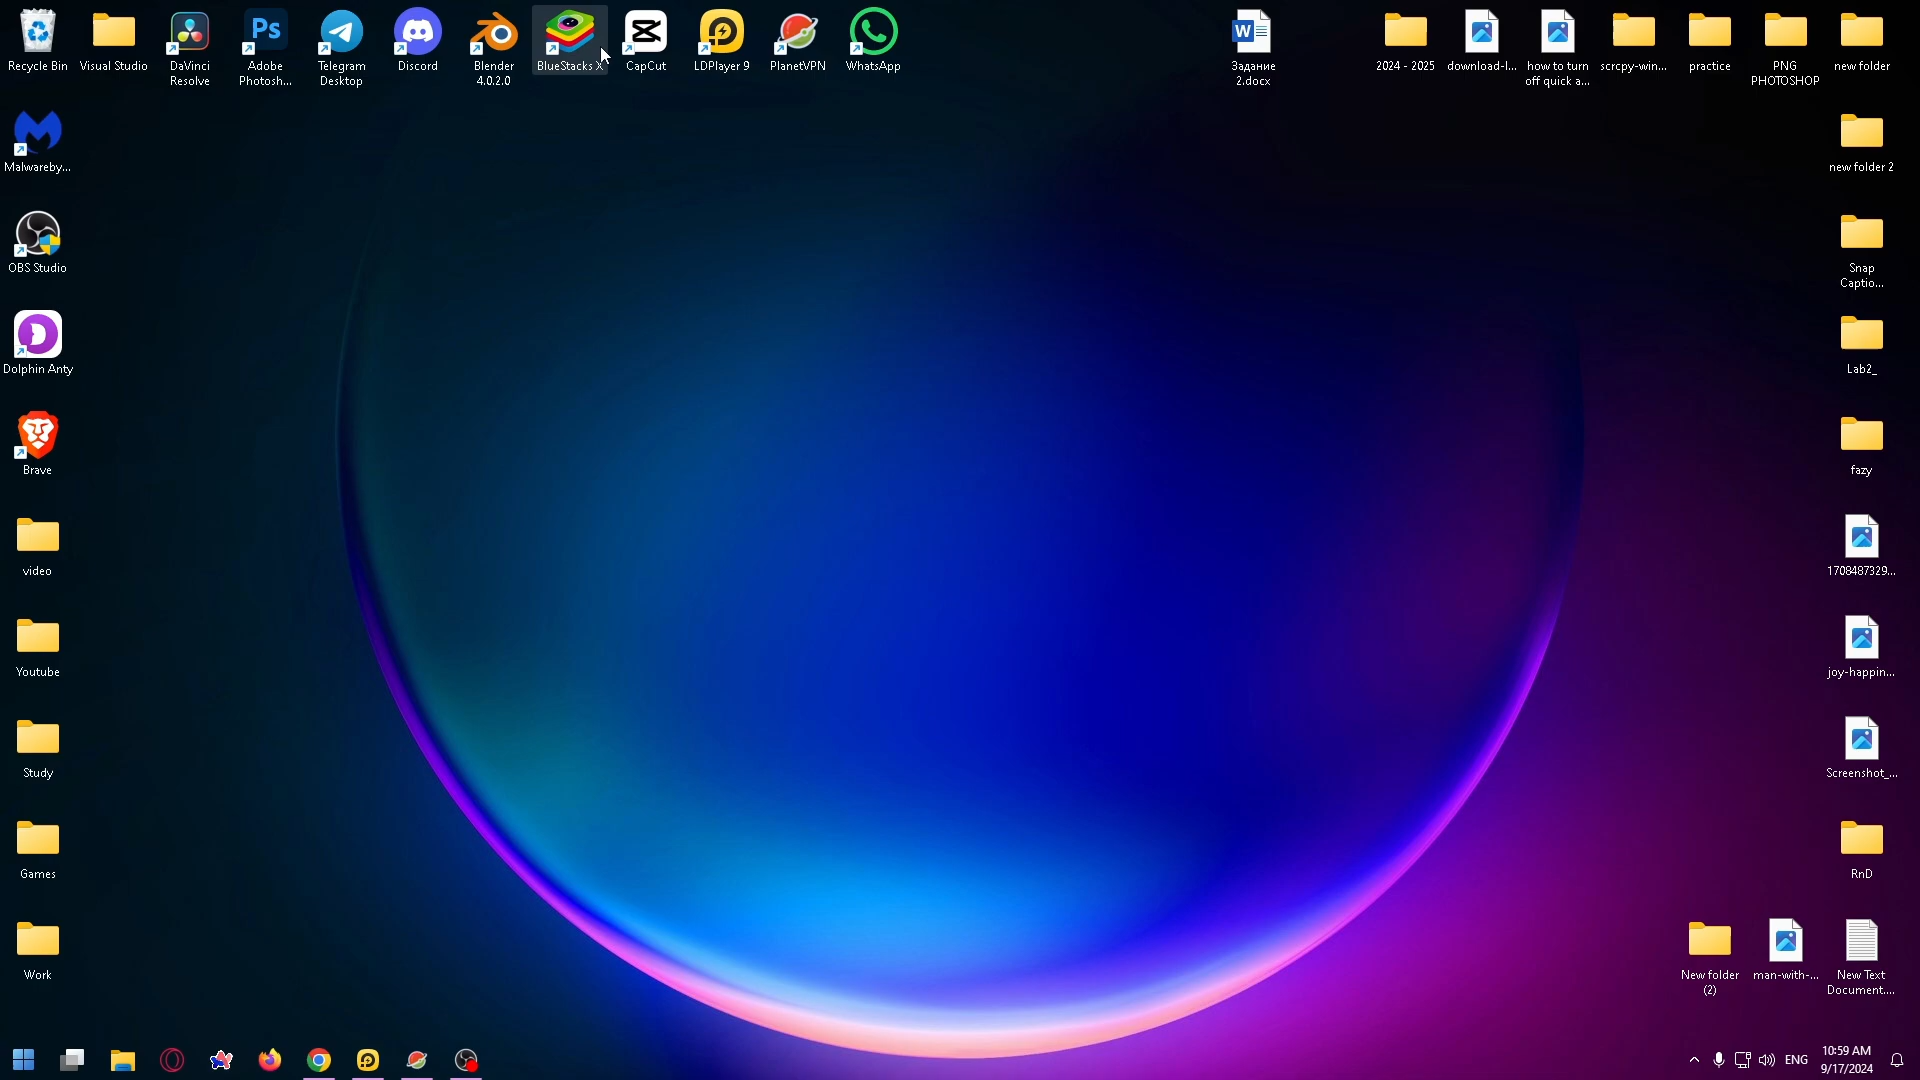 Recycle Bin
Visual Studio
DaVinci
Resolve
Ps
Adobe
Photosh...
Telegram
Desktop
Discord
Blender
4.0.2.0
BlueStacks X
CapCut
LDPlayer 9
PlanetVPN
WhatsApp
W
Задание
2.docx
2024 - 2025
download-l...
how to turn
off quick a...
scrcpy-win...
practice
PNG
PHOTOSHOP
new folder
Malwareby...
new folder 2
OBS Studio
Snap
Captio...
Dolphin Anty
Lab2_
Brave
fazy
video
1708487329...
Youtube
joy-happin...
Study
Screenshot_...
Games
RnD
Work
New folder
(2)
man-with-...
New Text
Document....
ENG
10:59 AM
9/17/2024